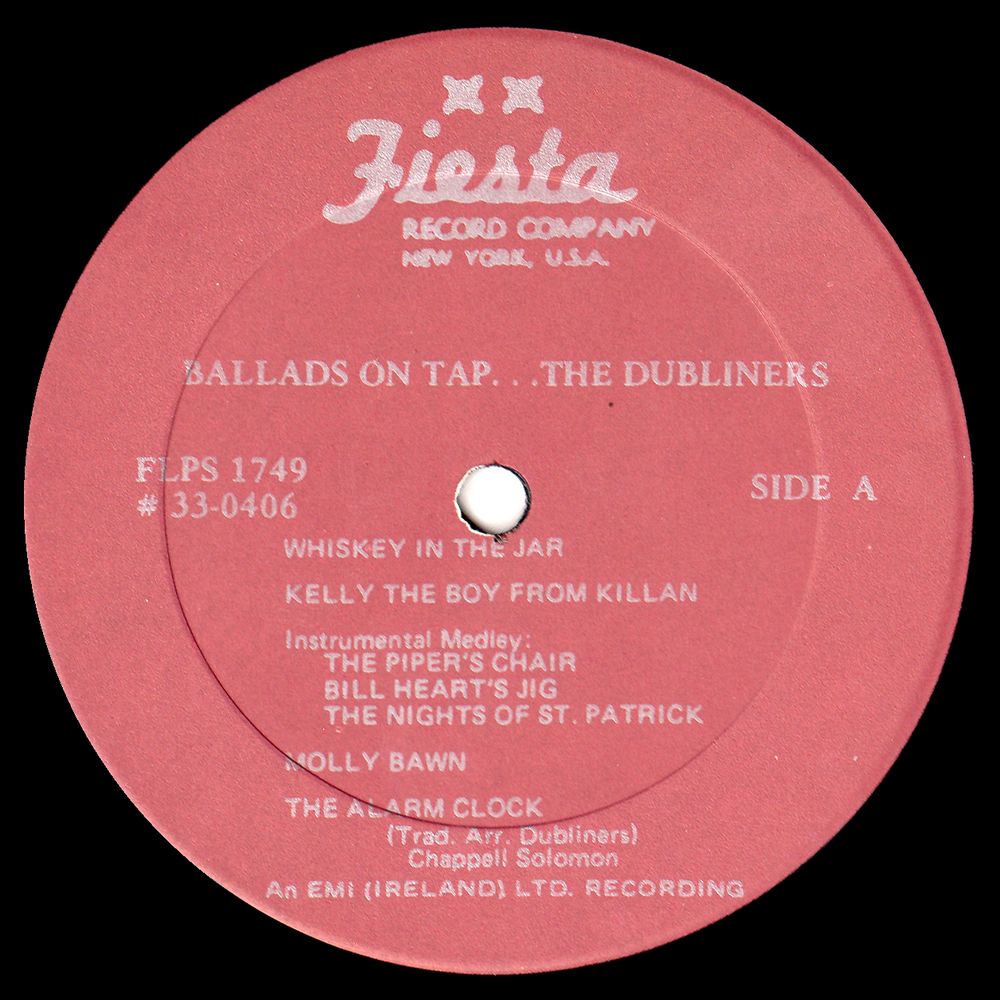 Fiesta
RECORD COMPANY
NEW YORK, U.S.A.
BALLADS ON TAP. . .THE DUBLINERS
FLPS 1749
# 33-0406
SIDE A
WHISKEY IN THE JAR
KELLY THE BOY FROM KILLAN
Instrumental Medley:
THE PIPER'S CHAIR
BILL HEART'S JIG
THE NIGHTS OF ST. PATRICK
MOLLY BAWN
THE ALARM CLOCK
(Trad. Arr. Dubliners)
Chappell Solomon
An EMI (IRELAND) LTD. RECORDING